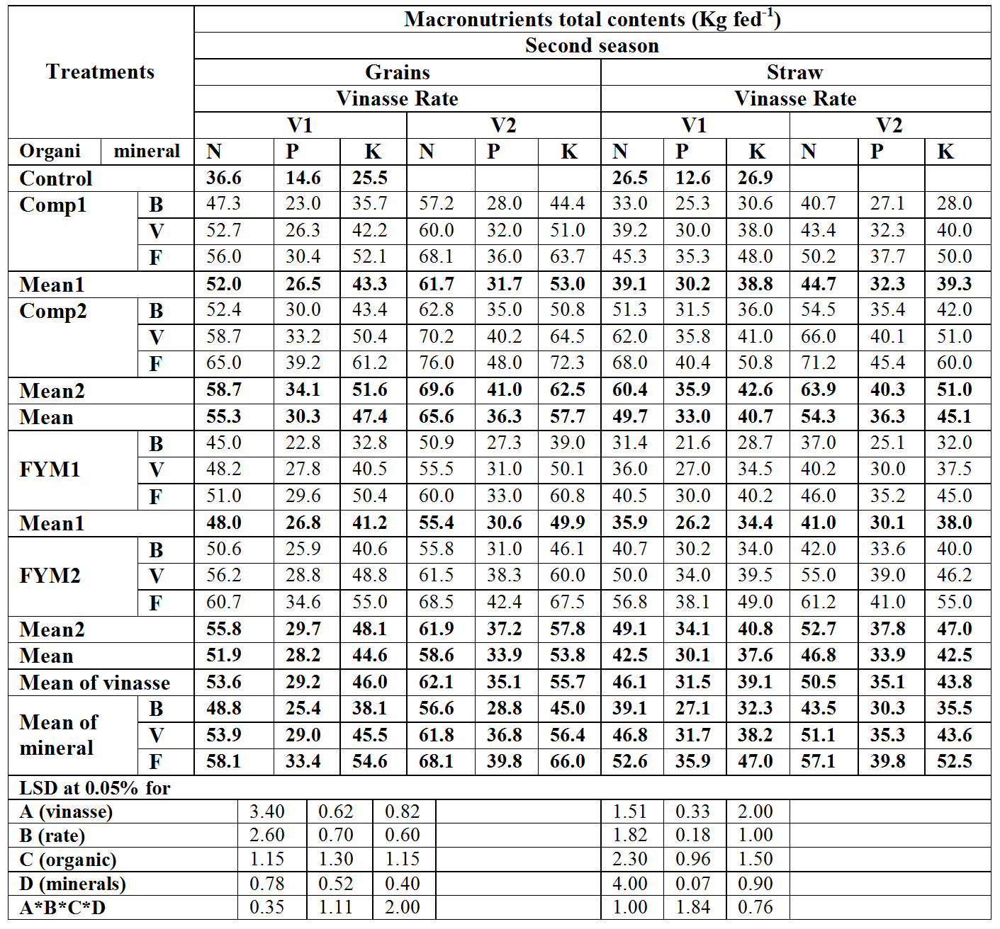 Macronutrients total contents (Kg fed-1)
Second season
Treatments
Grains Straw
Vinasse Rate Vinasse Rate
V1 V2 V1 V2
Organi mineral N P K N P K N P K N P K
Control 36.6 14.6 25.5 26.5 12.6 26.9
Comp1 B 47.3 23.0 35.7 57.2 28.0 44.4 33.0 25.3 30.6 40.7 27.1 28.0
V 52.7 26.3 42.2 60.0 32.0 51.0 39.2 30.0 38.0 43.4 32.3 40.0
F 56.0 30.4 52.1 68.1 36.0 63.7 45.3 35.3 48.0 50.2 37.7 50.0
Mean1 52.0 26.5 43.3 61.7 31.7 53.0 39.1 30.2 38.8 44.7 32.3 39.3
Comp2 B 52.4 30.0 43.4 62.8 35.0 50.8 51.3 31.5 36.0 54.5 35.4 42.0
V 58.7 33.2 50.4 70.2 40.2 64.5 62.0 35.8 41.0 66.0 40.1 51.0
F 65.0 39.2 61.2 76.0 48.0 72.3 68.0 40.4 50.8 71.2 45.4 60.0
Mean2 58.7 34.1 51.6 69.6 41.0 62.5 60.4 35.9 42.6 63.9 40.3 51.0
Mean 55.3 30.3 47.4 65.6 36.3 57.7 49.7 33.0 40.7 54.3 36.3 45.1
B 45.0 22.8 32.8 50.9 27.3 39.0 31.4 21.6 28.7 37.0 25.1 32.0
FYM1 V 48.2 27.8 40.5 55.5 31.0 50.1 36.0 27.0 34.5 40.2 30.0 37.5
F 51.0 29.6 50.4 60.0 33.0 60.8 40.5 30.0 40.2 46.0 35.2 45.0
Mean1 48.0 26.8 41.2 55.4 30.6 49.9 35.9 26.2 34.4 41.0 30.1 38.0
B 50.6 25.9 40.6 55.8 31.0 46.1 40.7 30.2 34.0 42.0 33.6 40.0
FYM2 V 56.2 28.8 48.8 61.5 38.3 60.0 50.0 34.0 39.5 55.0 39.0 46.2
F 60.7 34.6 55.0 68.5 42.4 67.5 56.8 38.1 49.0 61.2 41.0 55.0
Mean2 55.8 29.7 48.1 61.9 37.2 57.8 49.1 34.1 40.8 52.7 37.8 47.0
Mean 51.9 28.2 44.6 58.6 33.9 53.8 42.5 30.1 37.6 46.8 33.9 42.5
Mean of vinasse 53.6 29.2 46.0 62.1 35.1 55.7 46.1 31.5 39.1 50.5 35.1 43.8
B 48.8 25.4 38.1 56.6 28.8 45.0 39.1 27.1 32.3 43.5 30.3 35.5
Mean of mineral V 53.9 29.0 45.5 61.8 36.8 56.4 46.8 31.7 38.2 51.1 35.3 43.6
F 58.1 33.4 54.6 68.1 39.8 66.0 52.6 35.9 47.0 57.1 39.8 52.5
LSD at 0.05% for
A (vinasse) 3.40 0.62 0.82 1.51 0.33 2.00
B (rate) 2.60 0.70 0.60 1.82 0.18 1.00
C (organic) 1.15 1.30 1.15 2.30 0.96 1.50
D (minerals) 0.78 0.52 0.40 4.00 0.07 0.90
A*B*C*D 0.35 1.11 2.00 1.00 1.84 0.76